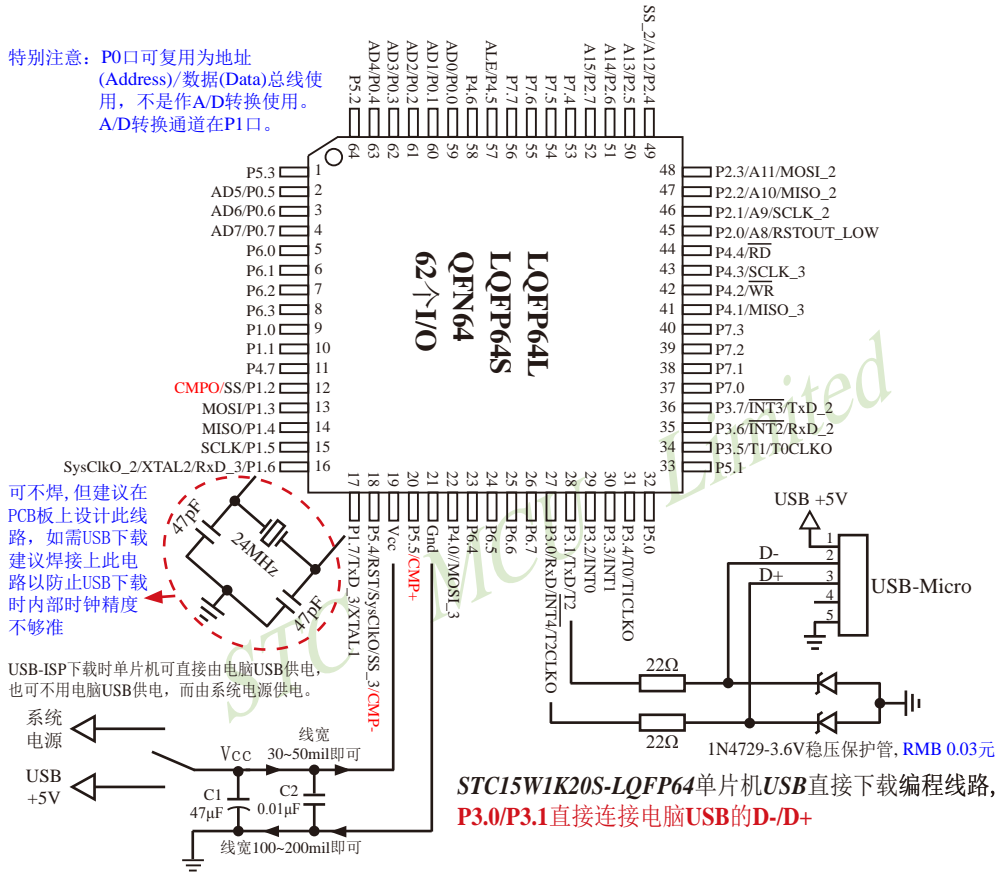 特别注意：P0口可复用为地址
(Address)/数据(Data)总线使
用，不是作A/D转换使用。
A/D转换通道在P1口。
P5.2
AD4/P0.4
AD3/P0.3
AD2/P0.2
AD1/P0.1
AD0/P0.0
P4.6
ALE/P4.5
P7.7
P7.6
P7.5
P7.4
A15/P2.7
A14/P2.6
A13/P2.5
SS_2/A12/P2.4
64
63
62
61
60
59
58
57
56
55
54
53
52
51
50
49
P5.3 1
AD5/P0.5 2
AD6/P0.6 3
AD7/P0.7 4
P6.0 5
P6.1 6
P6.2 7
P6.3 8
P1.0 9
P1.1 10
P4.7 11
CMPO/SS/P1.2 12
MOSI/P1.3 13
MISO/P1.4 14
SCLK/P1.5 15
SysClkO_2/XTAL2/RxD_3/P1.6 16
LQFP64L
LQFP64S
QFN64
62个I/O
48 P2.3/A11/MOSI_2
47 P2.2/A10/MISO_2
46 P2.1/A9/SCLK_2
45 P2.0/A8/RSTOUT_LOW
44 P4.4/RD
43 P4.3/SCLK_3
42 P4.2/WR
41 P4.1/MISO_3
40 P7.3
39 P7.2
38 P7.1
37 P7.0
36 P3.7/INT3/TxD_2
35 P3.6/INT2/RxD_2
34 P3.5/T1/T0CLKO
33 P5.1
17 P1.7/TxD_3/XTAL1
18 P5.4/RST/SysClkO/SS_3/CMP-
19 Vcc
20 P5.5/CMP+
21 Gnd
22 P4.0/MOSI_3
23 P6.4
24 P6.5
25 P6.6
26 P6.7
27 P3.0/RxD/INT4/T2CLKO
28 P3.1/TxD/T2
29 P3.2/INT0
30 P3.3/INT1
31 P3.4/T0/T1CLKO
32 P5.0
STC MCU Limited
可不焊,但建议在
PCB板上设计此线
路，如需USB下载
建议焊接上此电
路以防止USB下载
时内部时钟精度
不够准
47pF
24MHz
47pF
USB +5V
D-
D+
1
2
3
4
5
USB-Micro
22Ω
22Ω
1N4729-3.6V稳压保护管, RMB 0.03元
USB-ISP下载时单片机可直接由电脑USB供电，
也可不用电脑USB供电，而由系统电源供电。
系统
电源
USB
+5V
Vcc
线宽
30~50mil即可
C1
47μF
C2
0.01μF
线宽100~200mil即可
STC15W1K20S-LQFP64单片机USB直接下载编程线路,
P3.0/P3.1直接连接电脑USB的D-/D+